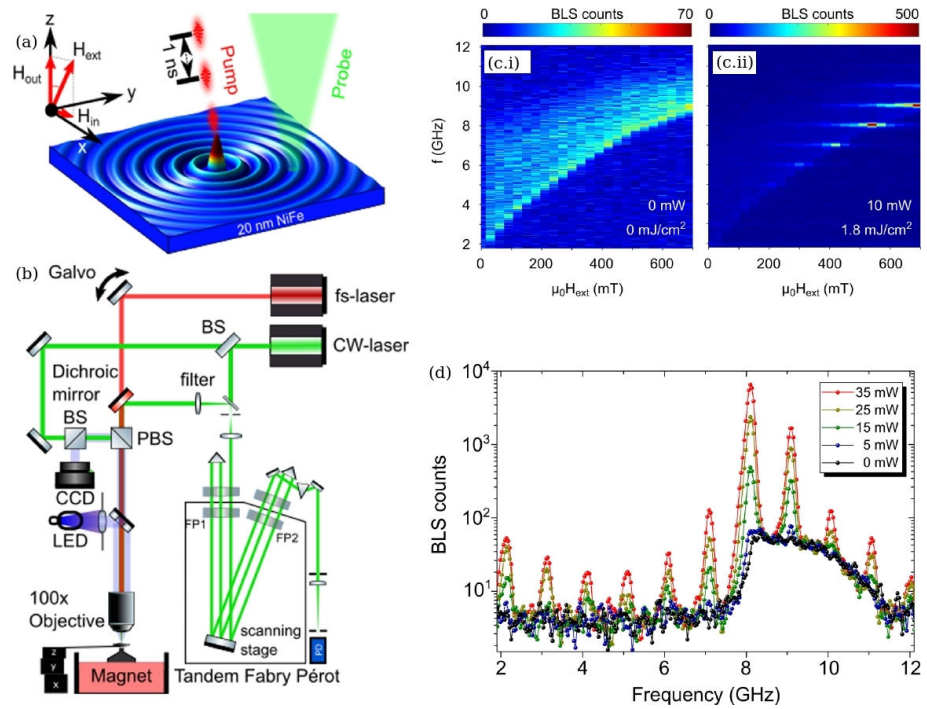 (a)
z
H_ext
H_out
y
H_in
x
1 ns
Pump
Probe
20 nm NiFe
0 BLS counts 70
(c.i)
12
10
8
6
4
2
f (GHz)
0 mW
0 mJ/cm²
0 200 400 600
μ₀H_ext (mT)
0 BLS counts 500
(c.ii)
10 mW
1.8 mJ/cm²
0 200 400 600
μ₀H_ext (mT)
(b)
Galvo
fs-laser
BS
CW-laser
Dichroic
mirror
filter
BS
PBS
CCD
LED
FP1
FP2
100x
Objective
scanning
stage
PD
z
y
x
Magnet
Tandem Fabry Pérot
(d)
10⁴
10³
10²
10¹
BLS counts
35 mW
25 mW
15 mW
5 mW
0 mW
2 4 6 8 10 12
Frequency (GHz)